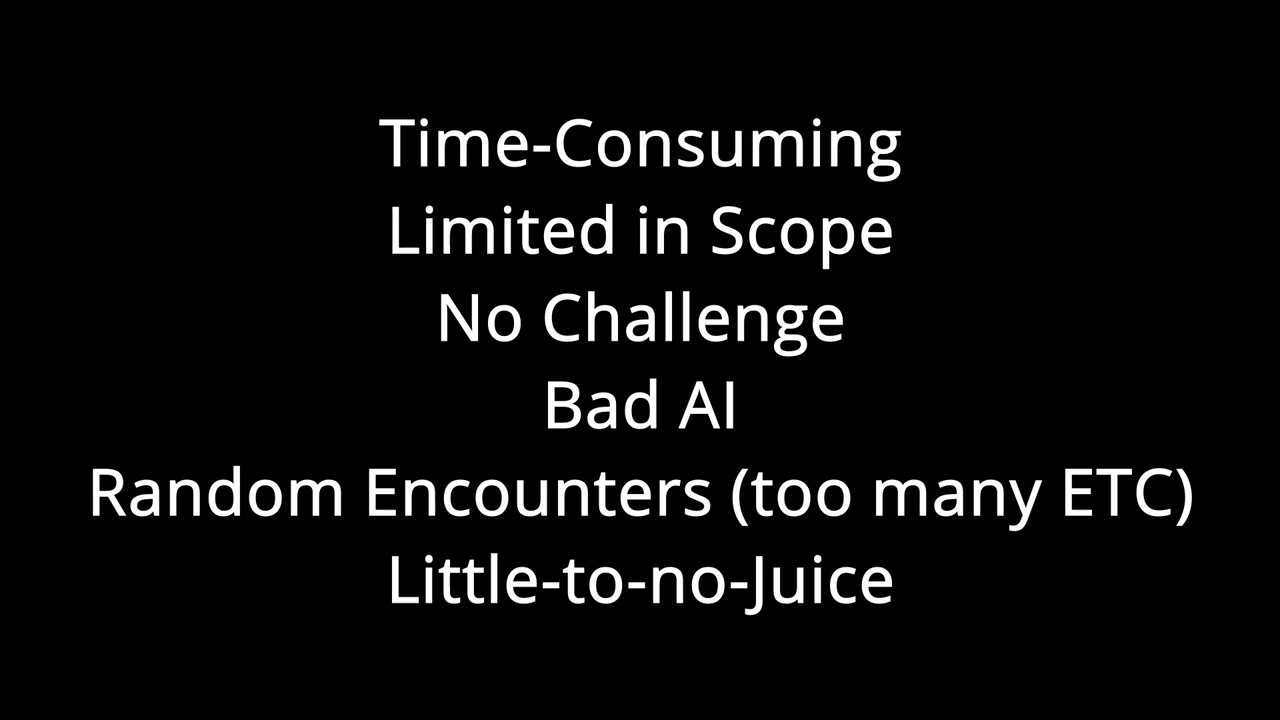 Time-Consuming
Limited in Scope
No Challenge
Bad AI
Random Encounters (too many ETC)
Little-to-no-Juice